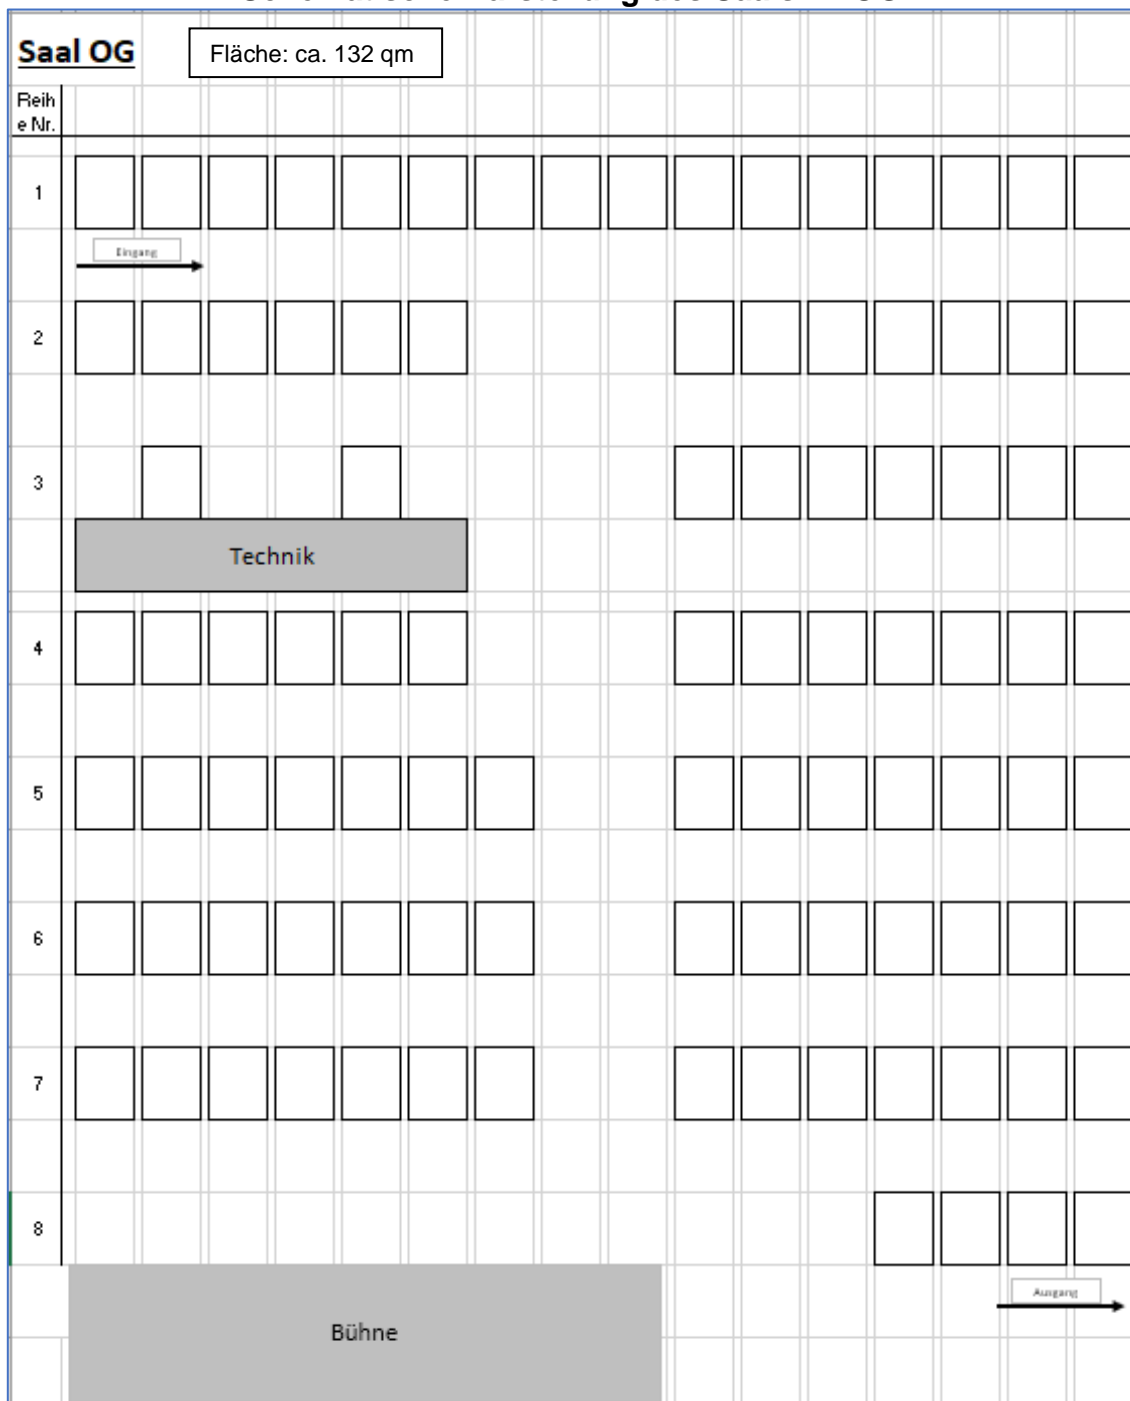 Saal OG
Fläche: ca. 132 qm
Reih
e Nr.
1
Eingang
2
3
Technik
4
5
6
7
8
Ausgang
Bühne